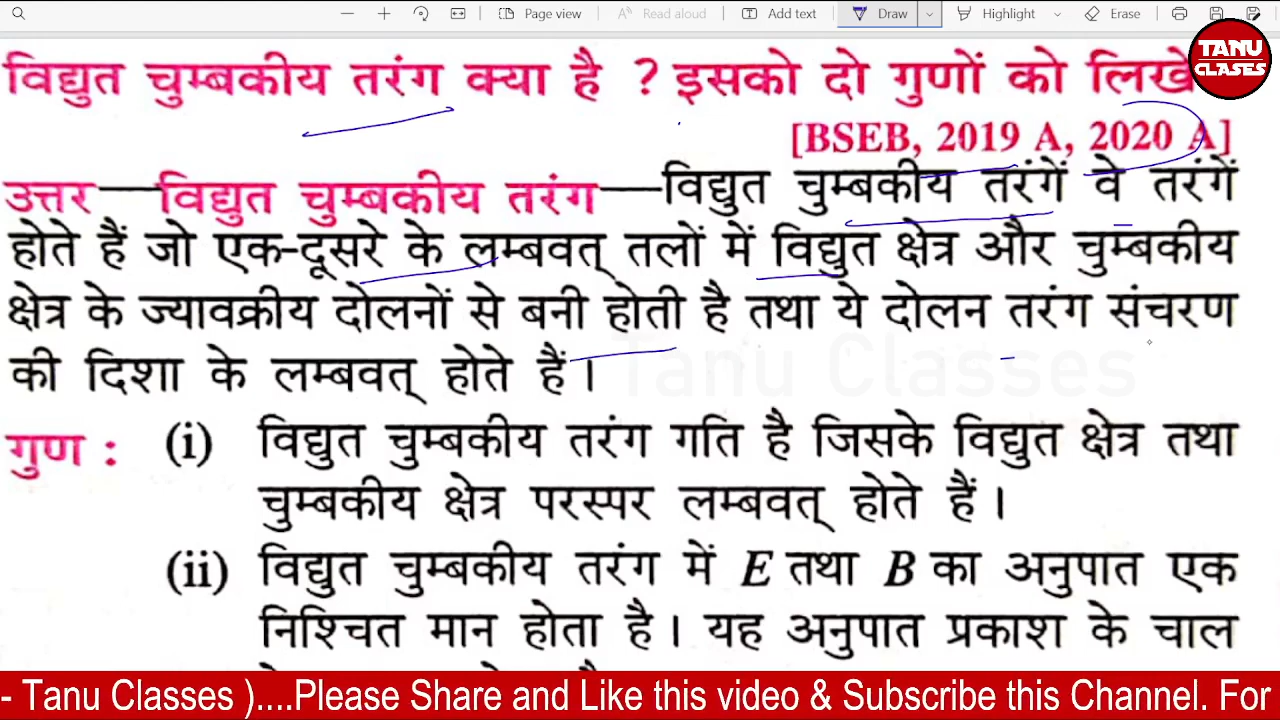 Page view
Read aloud
Add text
Draw
Highlight
Erase
TANU
CLASSES
विद्युत चुम्बकीय तरंग क्या है ? इसको दो गुणों को लिखे
[BSEB, 2019 A, 2020 A]
उत्तर—विद्युत चुम्बकीय तरंग—विद्युत चुम्बकीय तरंगें वे तरंगें
होते हैं जो एक-दूसरे के लम्बवत् तलों में विद्युत क्षेत्र और चुम्बकीय
क्षेत्र के ज्यावक्रीय दोलनों से बनी होती है तथा ये दोलन तरंग संचरण
की दिशा के लम्बवत् होते हैं।
Tanu Classes
गुण : (i) विद्युत चुम्बकीय तरंग गति है जिसके विद्युत क्षेत्र तथा
चुम्बकीय क्षेत्र परस्पर लम्बवत् होते हैं।
(ii) विद्युत चुम्बकीय तरंग में E तथा B का अनुपात एक
निश्चित मान होता है। यह अनुपात प्रकाश के चाल
- Tanu Classes )....Please Share and Like this video & Subscribe this Channel. For